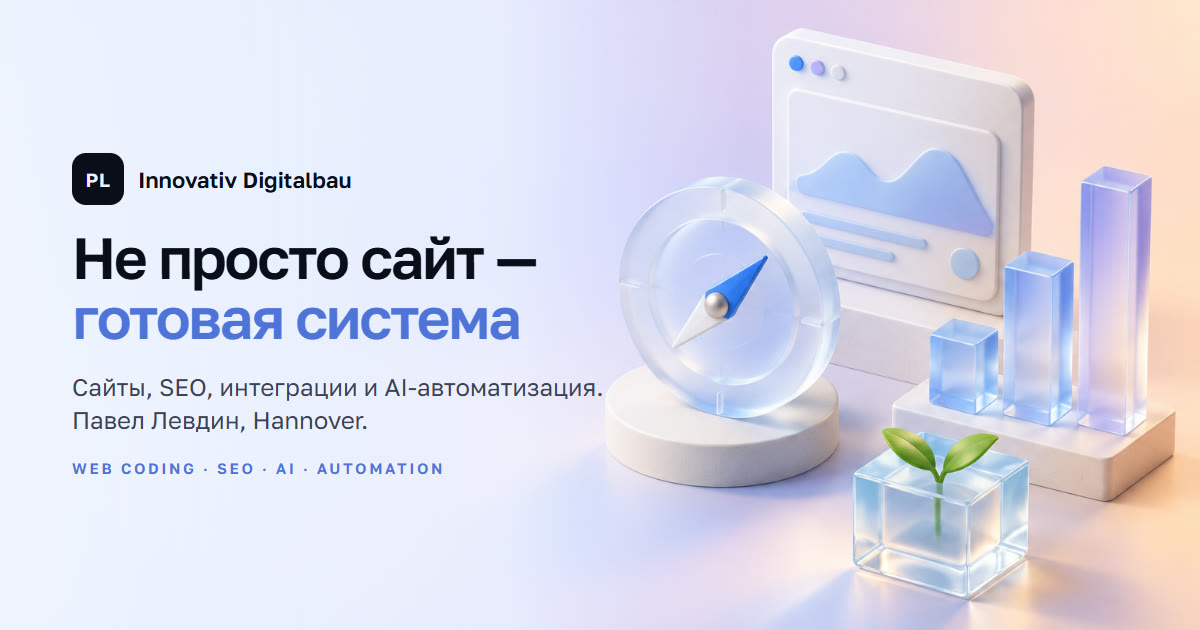 PL
Innovativ Digitalbau
Не просто сайт —
готовая система
Сайты, SEO, интеграции и AI-автоматизация.
Павел Левдин, Hannover.
WEB CODING · SEO · AI · AUTOMATION